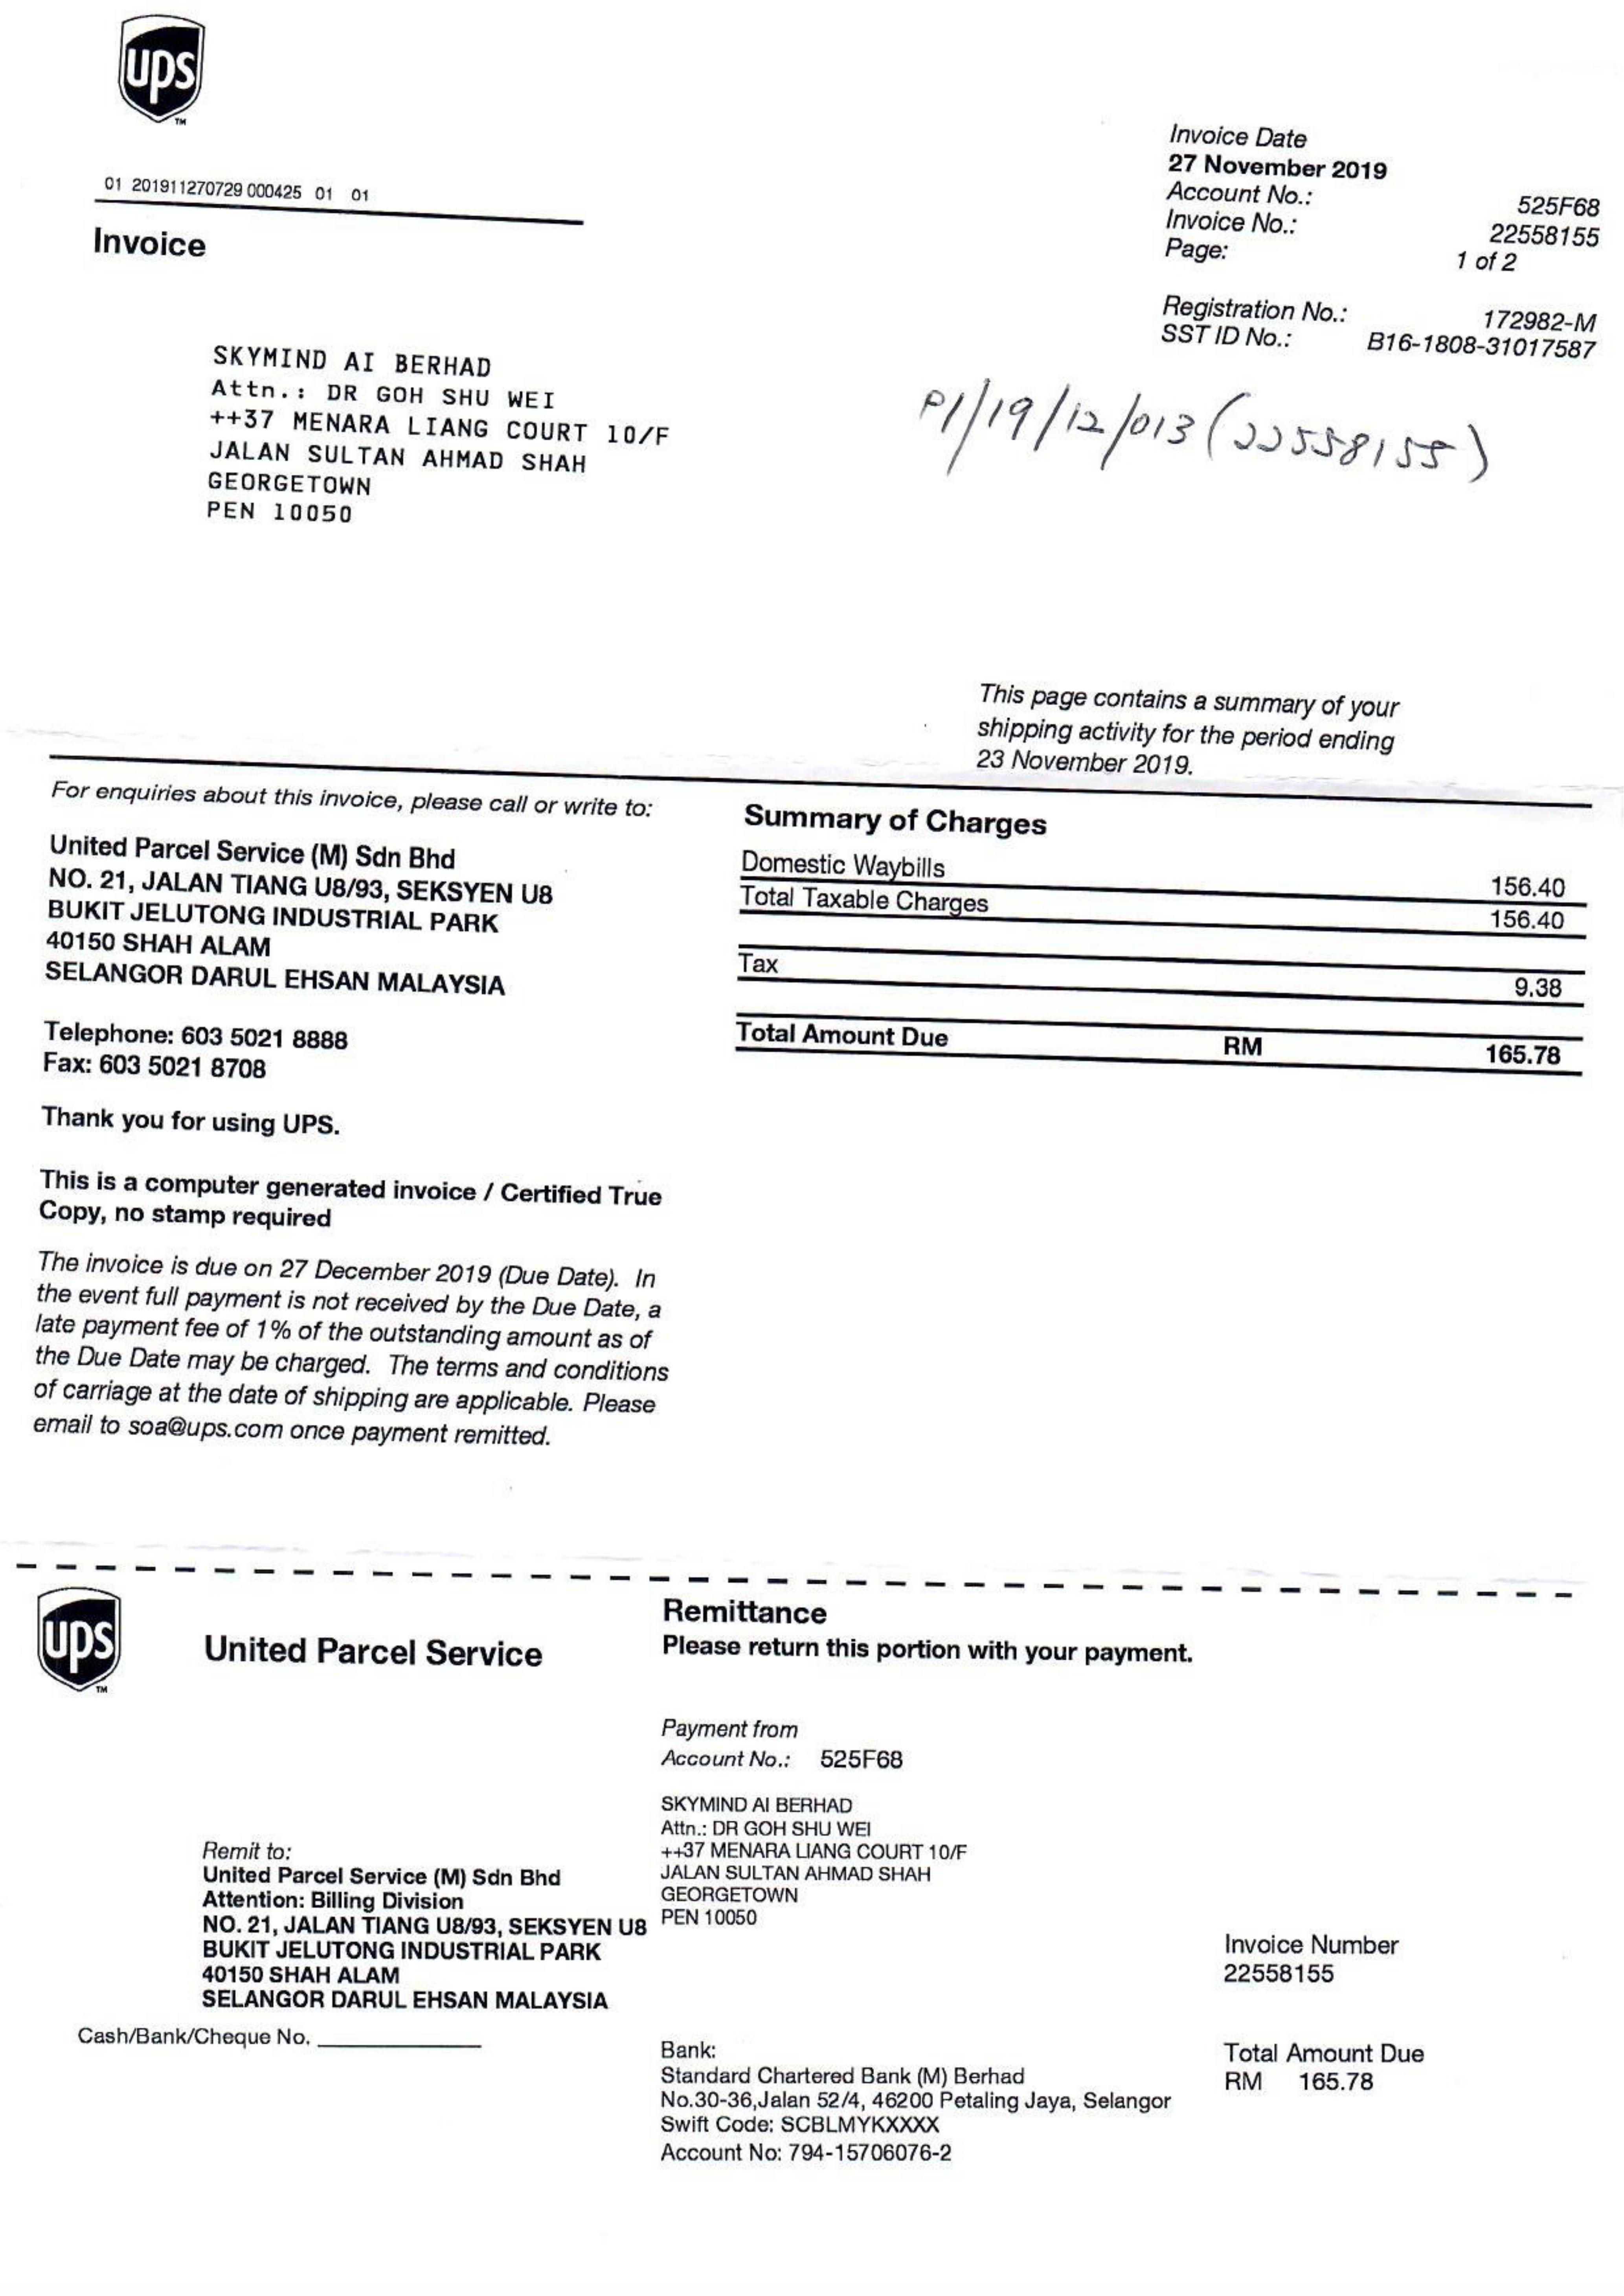 ups
TM
01 201911270729 000425 01 01
Invoice
Invoice Date
27 November 2019
Account No.: 525F68
Invoice No.: 22558155
Page: 1 of 2
Registration No.: 172982-M
SST ID No.: B16-1808-31017587
SKYMIND AI BERHAD
Attn.: DR GOH SHU WEI
++37 MENARA LIANG COURT 10/F
JALAN SULTAN AHMAD SHAH
GEORGETOWN
PEN 10050
PI/19/12/013 (22558155)
This page contains a summary of your
shipping activity for the period ending
23 November 2019.
For enquiries about this invoice, please call or write to:
United Parcel Service (M) Sdn Bhd
NO. 21, JALAN TIANG U8/93, SEKSYEN U8
BUKIT JELUTONG INDUSTRIAL PARK
40150 SHAH ALAM
SELANGOR DARUL EHSAN MALAYSIA
Telephone: 603 5021 8888
Fax: 603 5021 8708
Thank you for using UPS.
This is a computer generated invoice / Certified True
Copy, no stamp required
The invoice is due on 27 December 2019 (Due Date). In
the event full payment is not received by the Due Date, a
late payment fee of 1% of the outstanding amount as of
the Due Date may be charged. The terms and conditions
of carriage at the date of shipping are applicable. Please
email to soa@ups.com once payment remitted.
Summary of Charges
Domestic Waybills 156.40
Total Taxable Charges 156.40
Tax 9.38
Total Amount Due RM 165.78
ups
TM
United Parcel Service
Remittance
Please return this portion with your payment.
Payment from
Account No.: 525F68
SKYMIND AI BERHAD
Attn.: DR GOH SHU WEI
++37 MENARA LIANG COURT 10/F
JALAN SULTAN AHMAD SHAH
GEORGETOWN
PEN 10050
Remit to:
United Parcel Service (M) Sdn Bhd
Attention: Billing Division
NO. 21, JALAN TIANG U8/93, SEKSYEN U8
BUKIT JELUTONG INDUSTRIAL PARK
40150 SHAH ALAM
SELANGOR DARUL EHSAN MALAYSIA
Cash/Bank/Cheque No.
Invoice Number
22558155
Bank:
Standard Chartered Bank (M) Berhad
No.30-36,Jalan 52/4, 46200 Petaling Jaya, Selangor
Swift Code: SCBLMYKXXXX
Account No: 794-15706076-2
Total Amount Due
RM 165.78